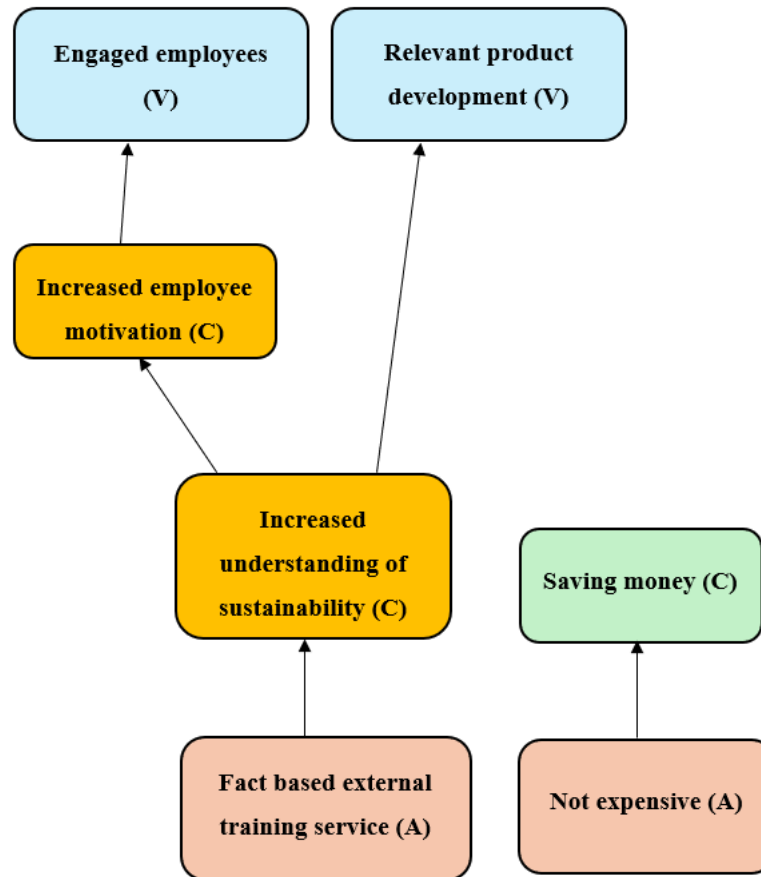 Engaged employees
(V)
Relevant product
development (V)
Increased employee
motivation (C)
Increased
understanding of
sustainability (C)
Saving money (C)
Fact based external
training service (A)
Not expensive (A)